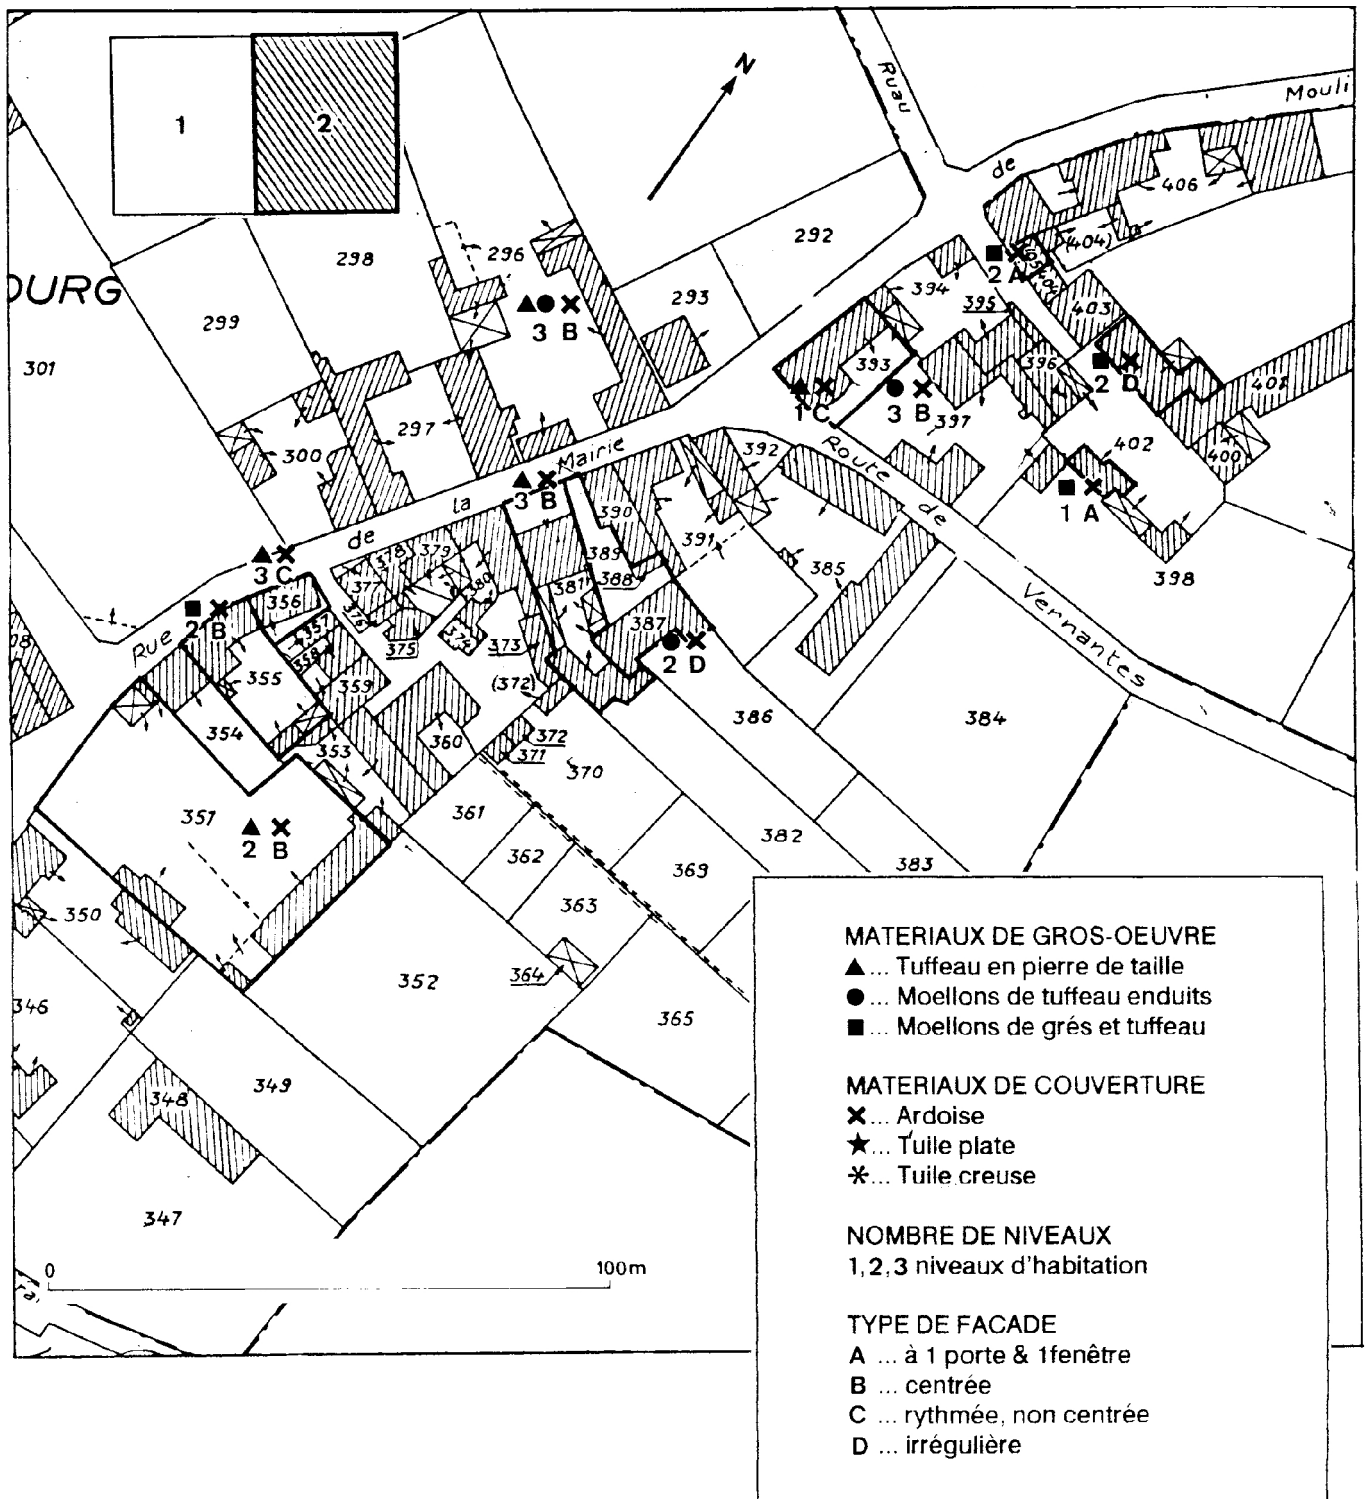 1
2
N
Ruau
de
Mouli
OURG
298
296
292
293
299
301
3 B
297
300
394
395
393
1 C
3 B
397
396
2 A
(404)
406
403
2 D
401
402
400
1 A
398
Rue de la Mairie
Route de Vernantes
3 B
3 C
2 B
392
390
391
389
388
387
387
2 D
385
386
384
356
357
358
359
355
354
353
351
2 B
377
378
379
376
375
374
380
373
(372)
372
371
370
360
361
362
363
364
369
382
383
365
350
346
352
349
348
347
0
100m
MATERIAUX DE GROS-OEUVRE
▲... Tuffeau en pierre de taille
●... Moellons de tuffeau enduits
■... Moellons de grés et tuffeau
MATERIAUX DE COUVERTURE
×... Ardoise
★... Tuile plate
✳... Tuile creuse
NOMBRE DE NIVEAUX
1,2,3 niveaux d'habitation
TYPE DE FACADE
A ... à 1 porte & 1fenêtre
B ... centrée
C ... rythmée, non centrée
D ... irrégulière